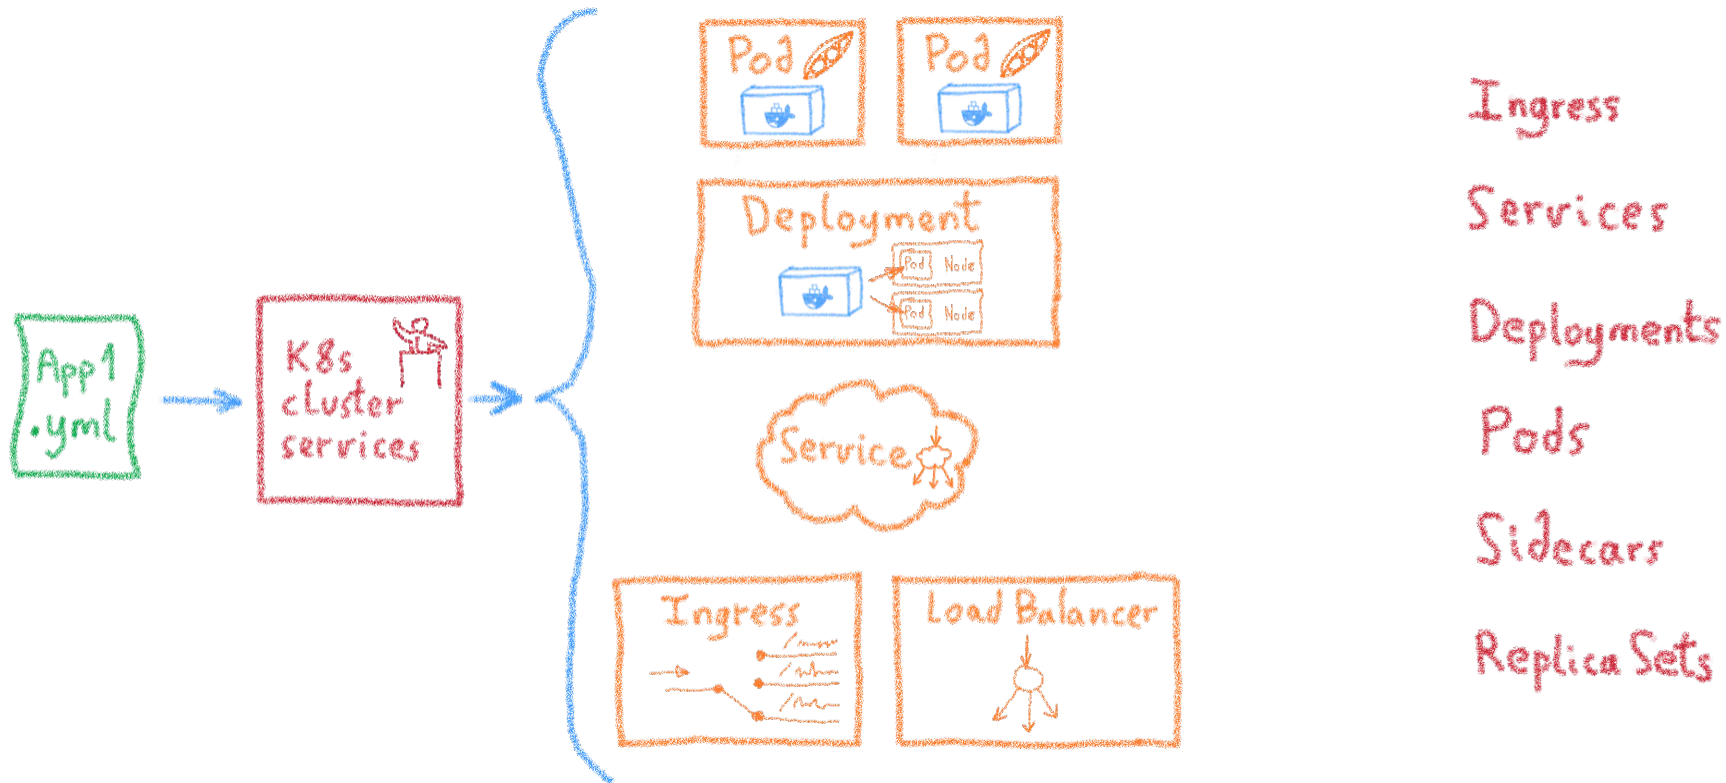 App1
.yml
K8s
cluster
services
Pod
Pod
Deployment
Pod Node
Pod Node
Service
Ingress
Load Balancer
Ingress
Services
Deployments
Pods
Sidecars
Replica Sets